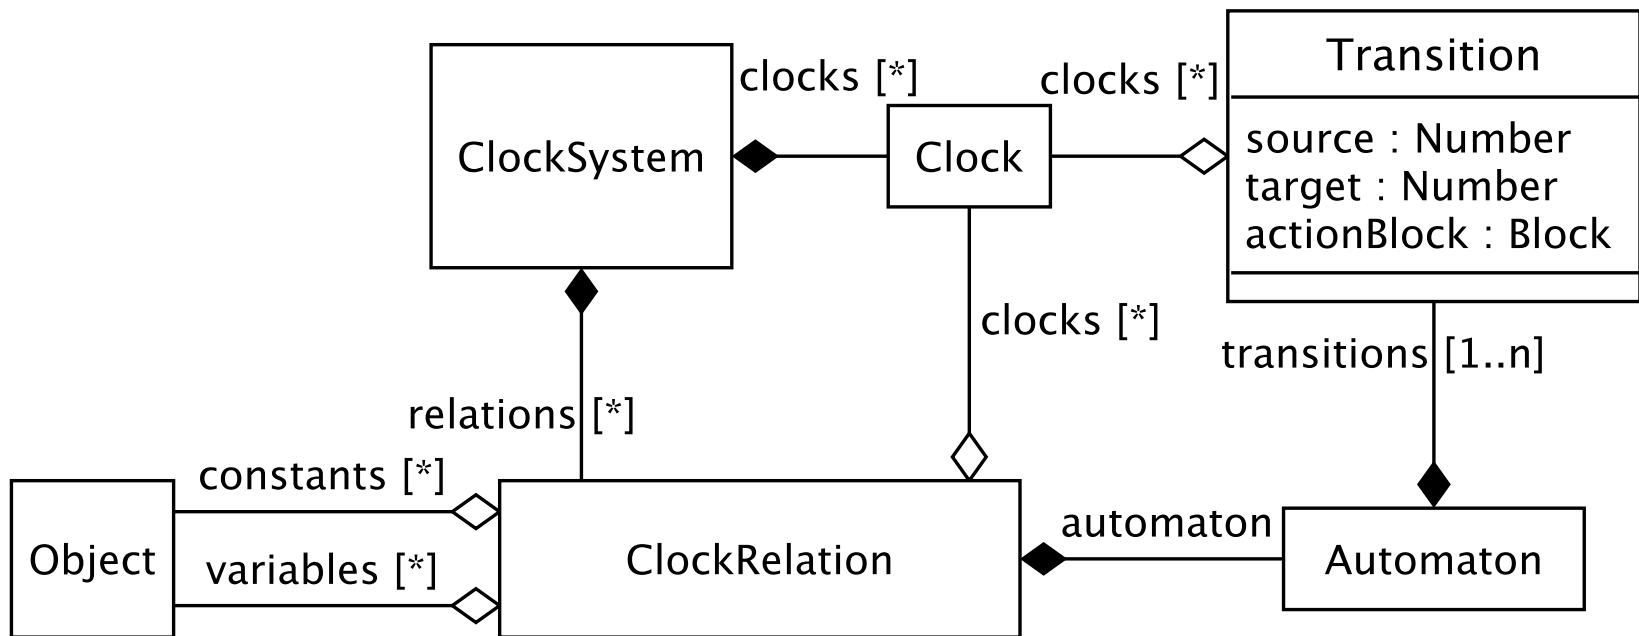 Transition
clocks [*]
clocks [*]
ClockSystem
Clock
source : Number
target : Number
actionBlock : Block
clocks [*]
transitions [1..n]
relations [*]
constants [*]
automaton
Object
variables [*]
ClockRelation
Automaton